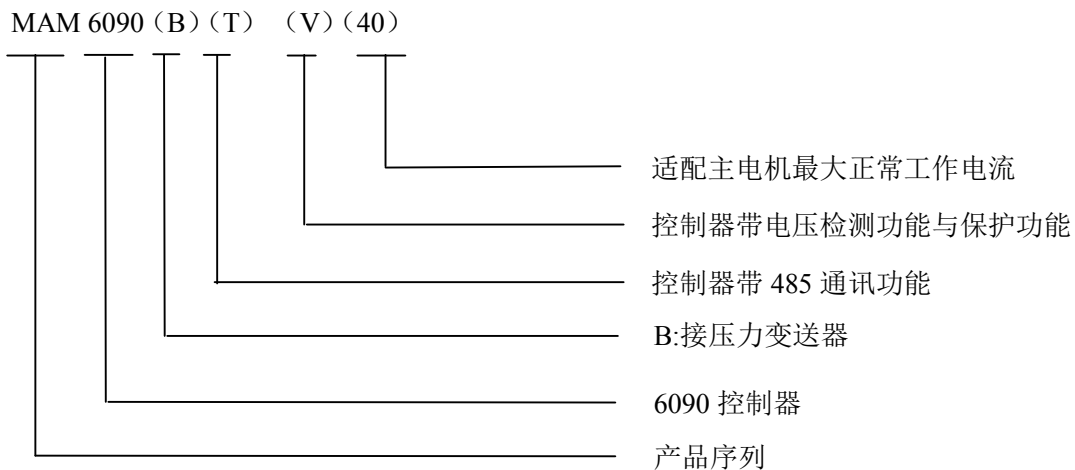 MAM 6090（B）（T） （V）（40）
适配主电机最大正常工作电流
控制器带电压检测功能与保护功能
控制器带 485 通讯功能
B:接压力变送器
6090 控制器
产品序列